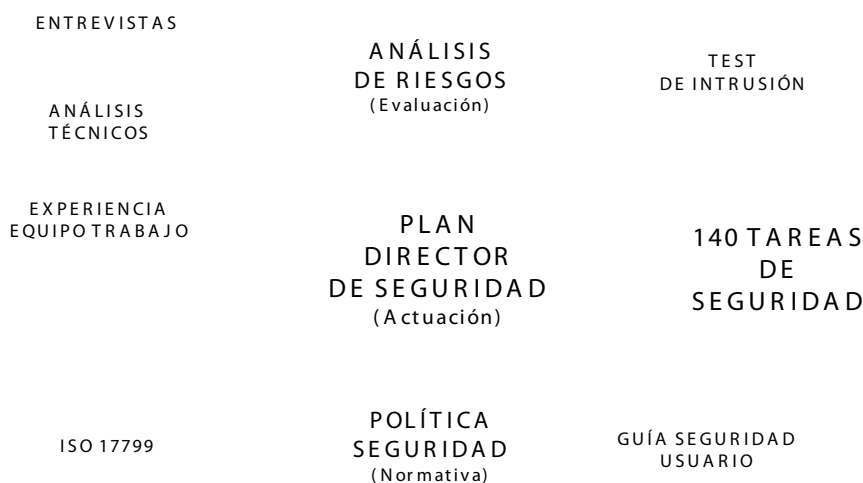 ENTREVISTAS
ANÁLISIS
DE RIESGOS
(Evaluación)
TEST
DE INTRUSIÓN
ANÁLISIS
TÉCNICOS
EXPERIENCIA
EQUIPO TRABAJO
PLAN
DIRECTOR
DE SEGURIDAD
(Actuación)
140 TAREAS
DE
SEGURIDAD
ISO 17799
POLÍTICA
SEGURIDAD
(Normativa)
GUÍA SEGURIDAD
USUARIO